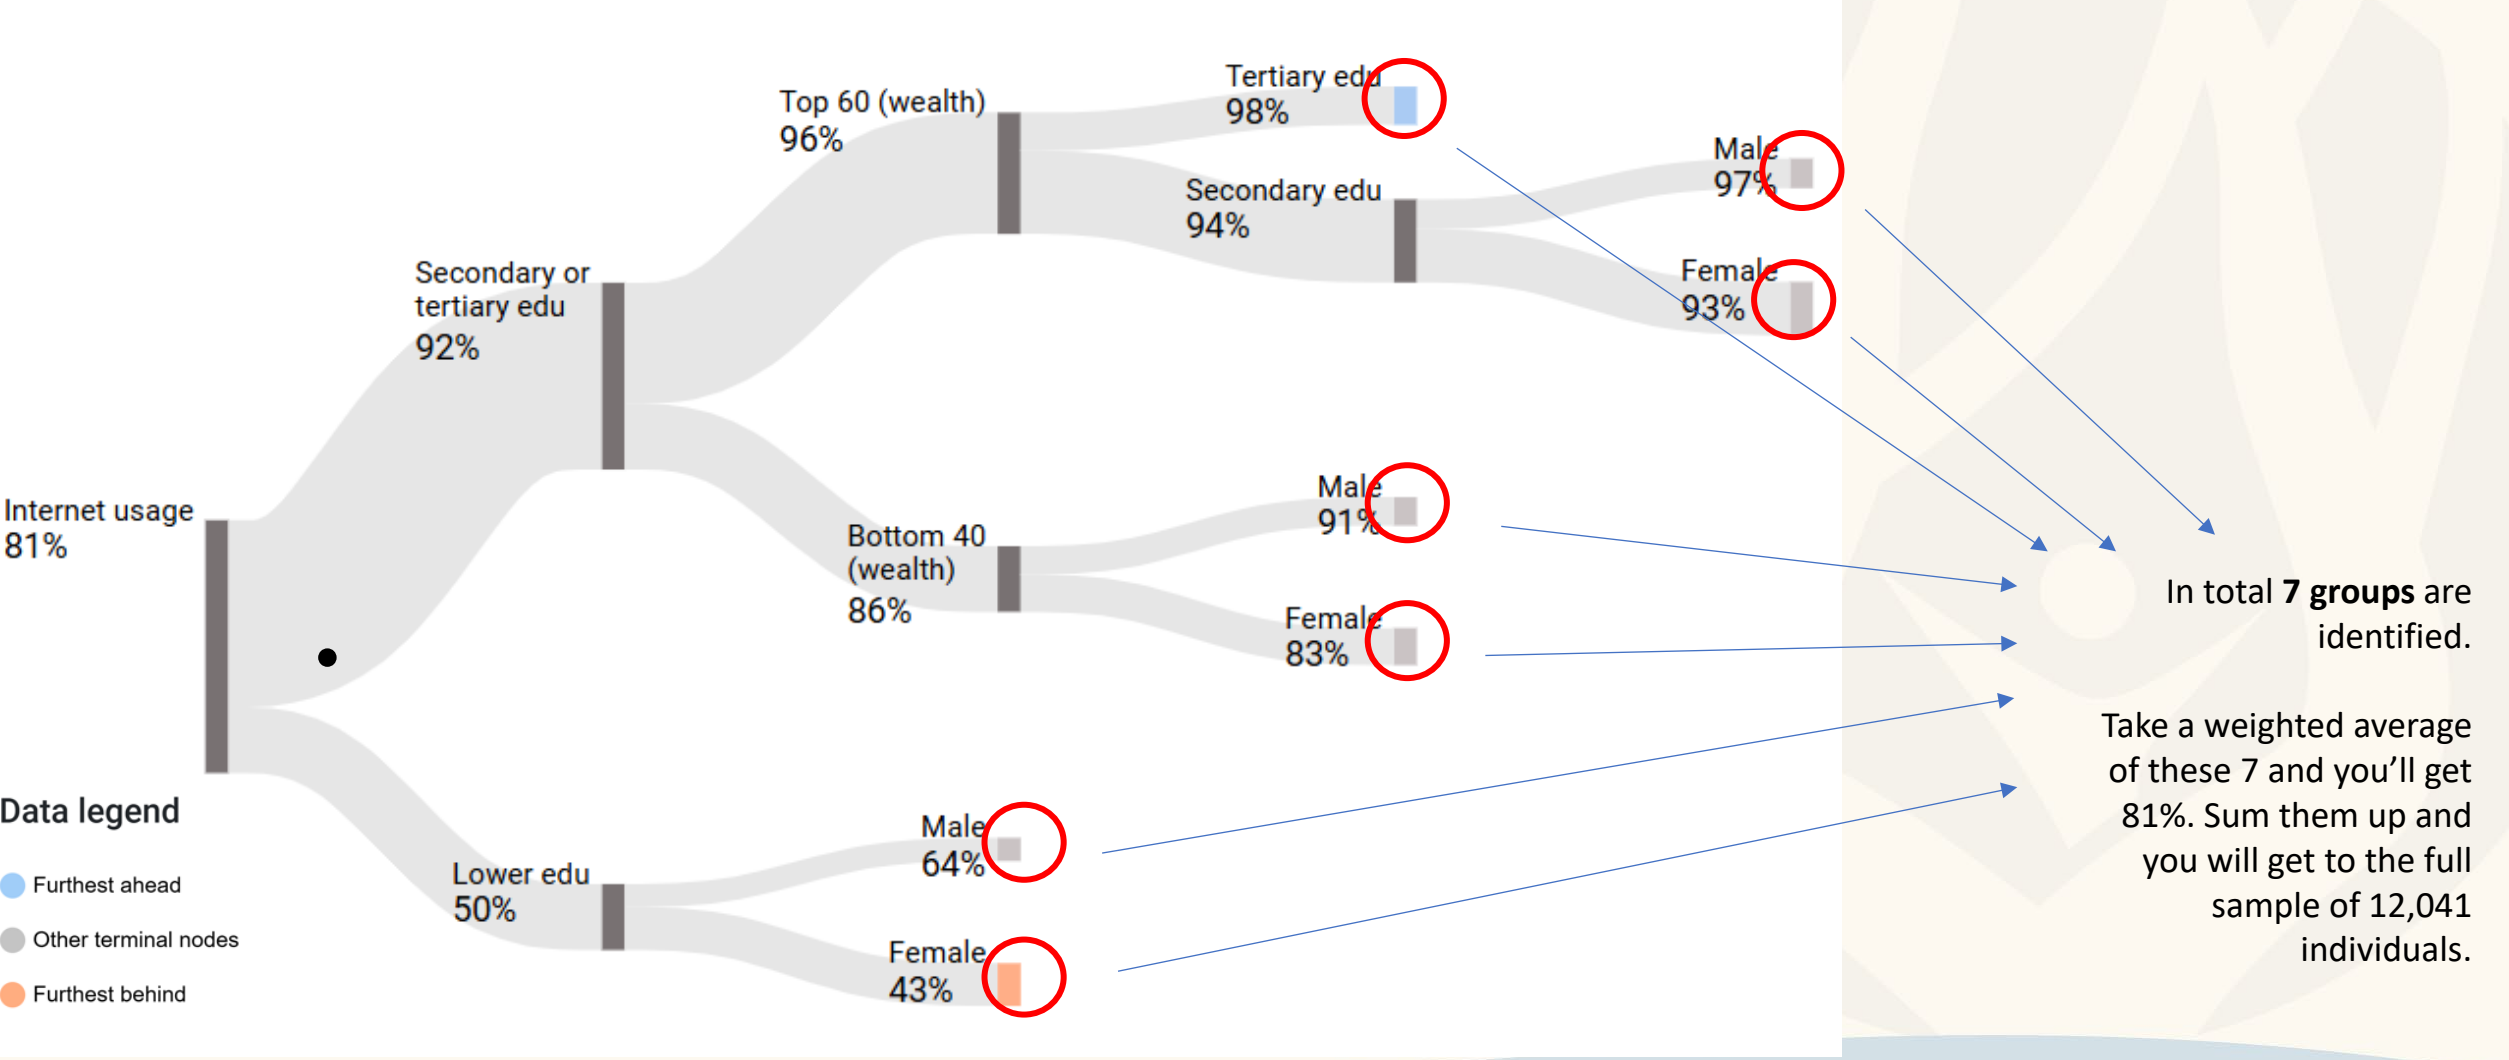 Internet usage
81%
Secondary or
tertiary edu
92%
Top 60 (wealth)
96%
Tertiary edu
98%
Secondary edu
94%
Male
97%
Female
93%
Bottom 40
(wealth)
86%
Male
91%
Female
83%
Lower edu
50%
Male
64%
Female
43%
Data legend
Furthest ahead
Other terminal nodes
Furthest behind
In total 7 groups are
identified.
Take a weighted average
of these 7 and you’ll get
81%. Sum them up and
you will get to the full
sample of 12,041
individuals.